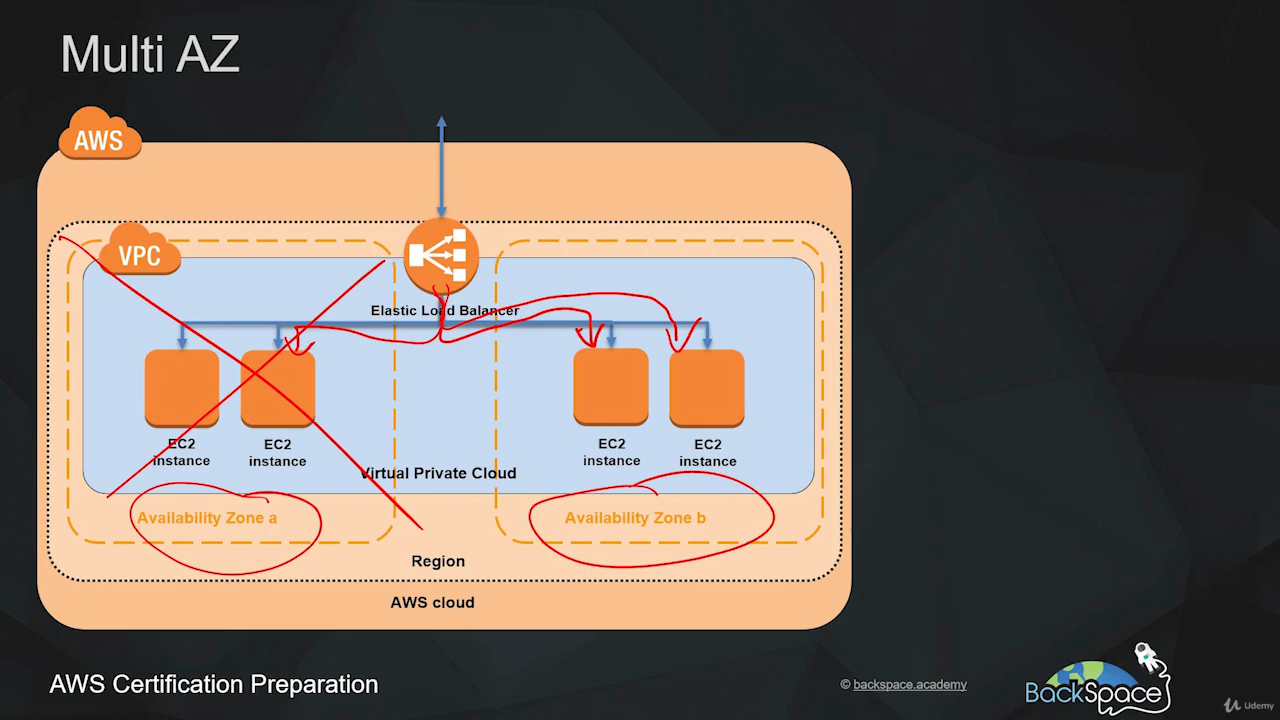 Multi AZ
AWS
VPC
Elastic Load Balancer
EC2
instance
EC2
instance
EC2
instance
EC2
instance
Virtual Private Cloud
Availability Zone a
Availability Zone b
Region
AWS cloud
AWS Certification Preparation
© backspace.academy
BackSpace
Udemy